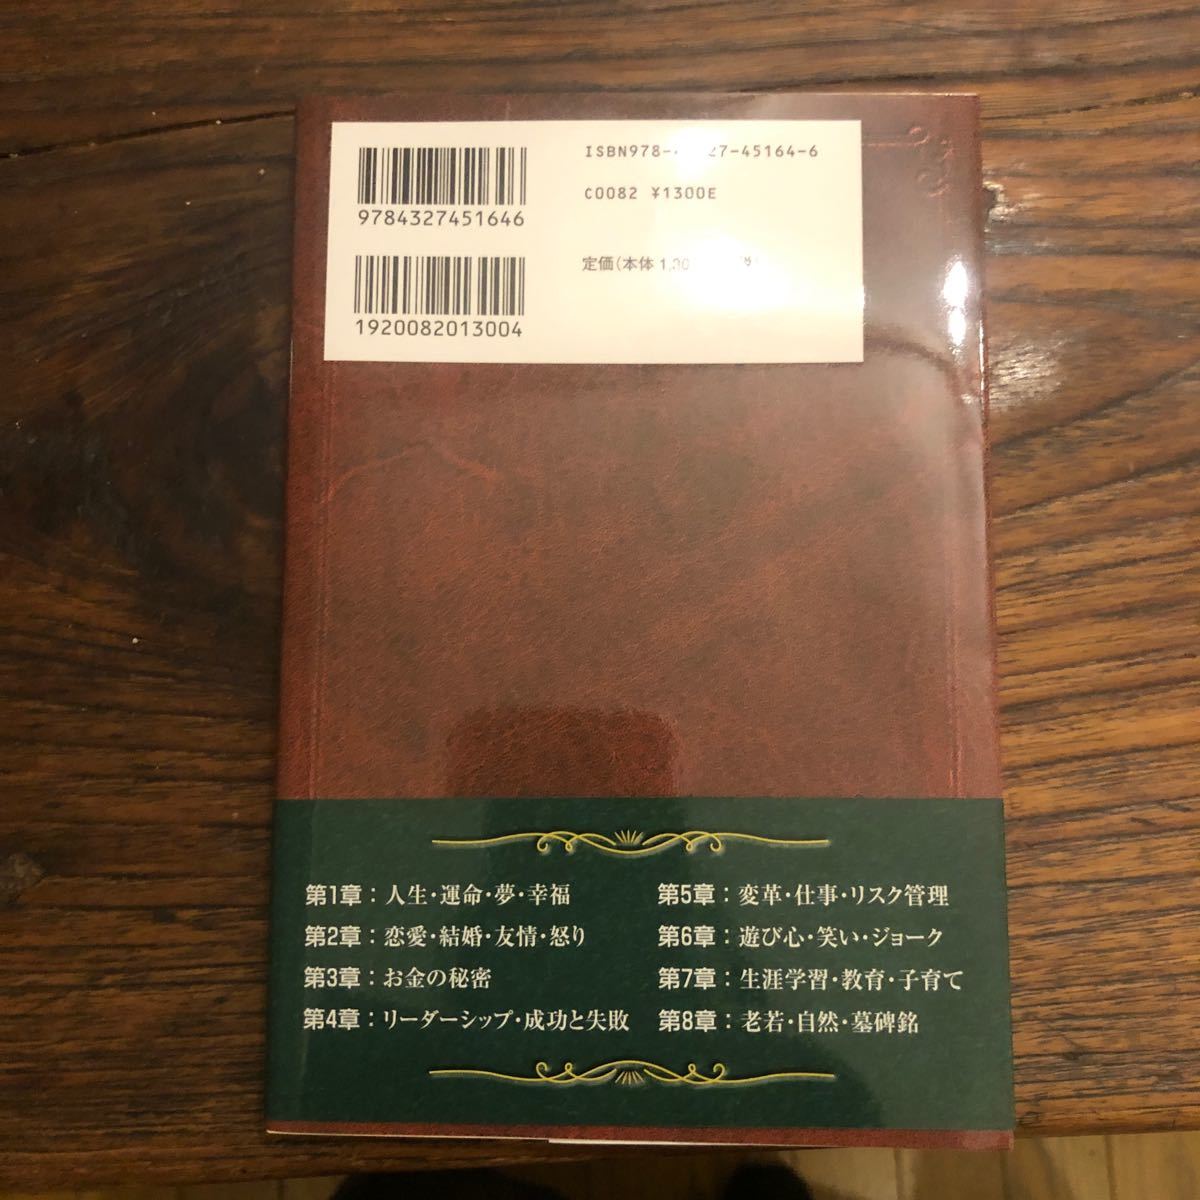 ISBN978-  27-45164-6
9784327451646
C0082 ¥1300E
定価(本体
1920082013004
第1章：人生・運命・夢・幸福
第2章：恋愛・結婚・友情・怒り
第3章：お金の秘密
第4章：リーダーシップ・成功と失敗
第5章：変革・仕事・リスク管理
第6章：遊び心・笑い・ジョーク
第7章：生涯学習・教育・子育て
第8章：老若・自然・墓碑銘